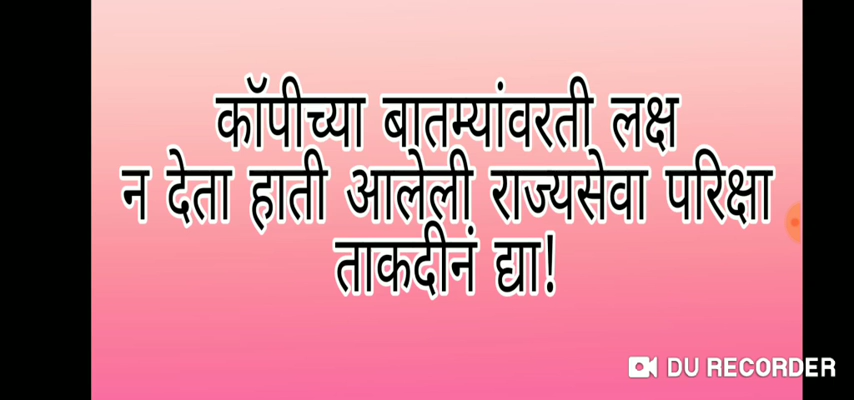 कॉपीच्या बातम्यांवरती लक्ष
न देता हाती आलेली राज्यसेवा परिक्षा
ताकदीनं द्या!
DU RECORDER